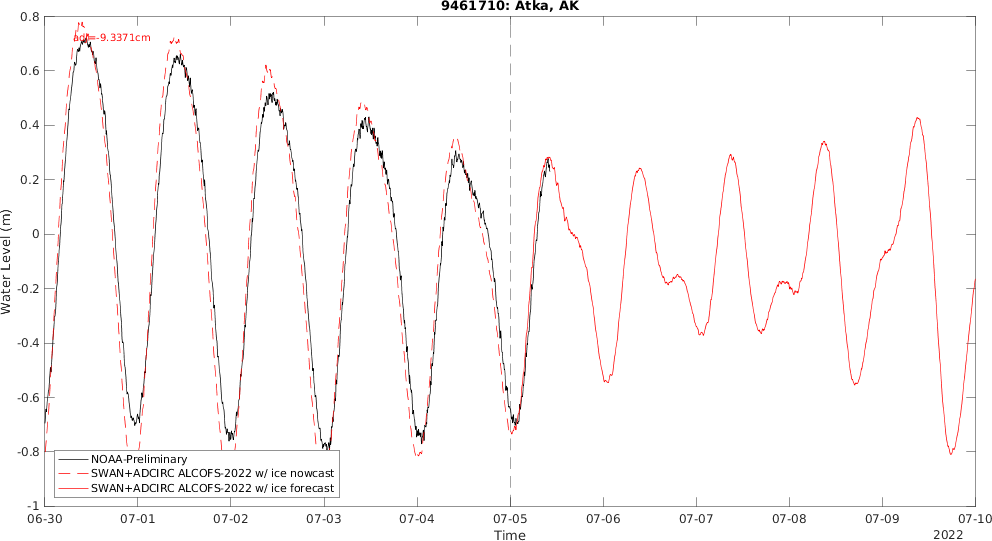 9461710: Atka, AK
0.8
0.6
0.4
0.2
0
-0.2
-0.4
-0.6
-0.8
-1
Water Level (m)
adj=-9.3371cm
NOAA-Preliminary
SWAN+ADCIRC ALCOFS-2022 w/ ice nowcast
SWAN+ADCIRC ALCOFS-2022 w/ ice forecast
06-30 07-01 07-02 07-03 07-04 07-05 07-06 07-07 07-08 07-09 07-10
Time
2022